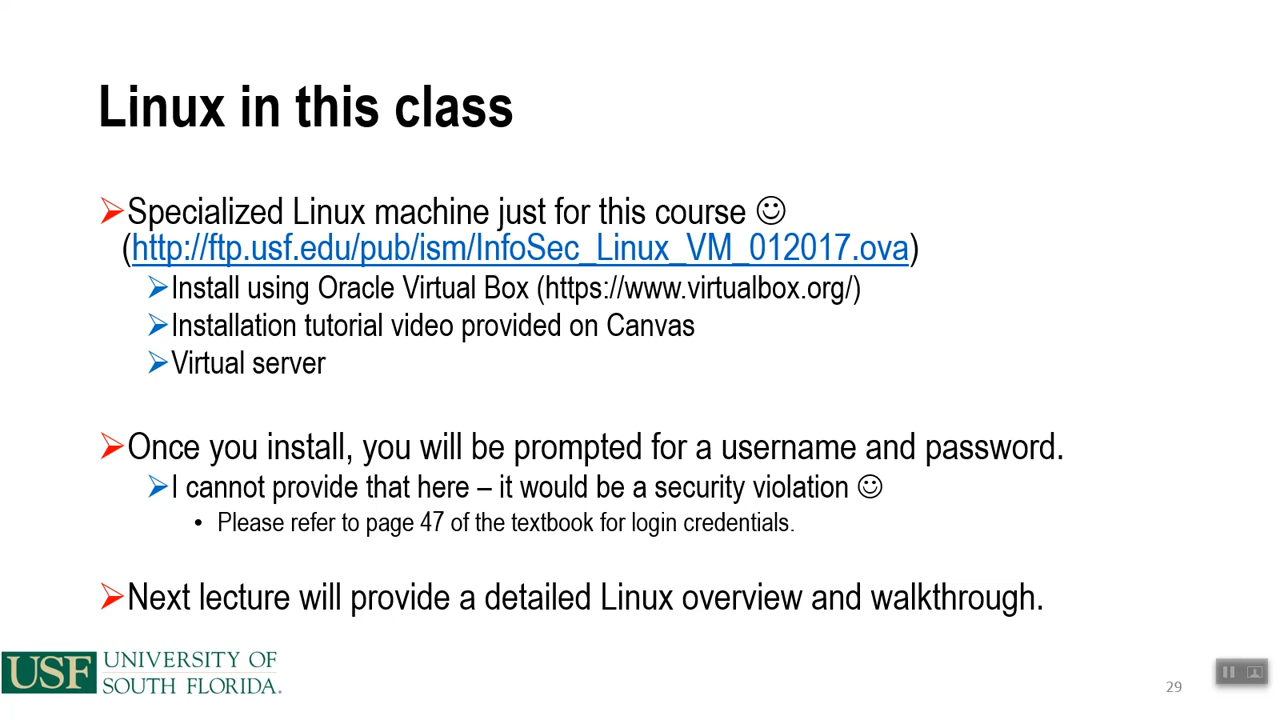 Linux in this class
Specialized Linux machine just for this course ☺
(http://ftp.usf.edu/pub/ism/InfoSec_Linux_VM_012017.ova)
Install using Oracle Virtual Box (https://www.virtualbox.org/)
Installation tutorial video provided on Canvas
Virtual server
Once you install, you will be prompted for a username and password.
I cannot provide that here – it would be a security violation ☺
• Please refer to page 47 of the textbook for login credentials.
Next lecture will provide a detailed Linux overview and walkthrough.
USF UNIVERSITY OF
SOUTH FLORIDA.
29